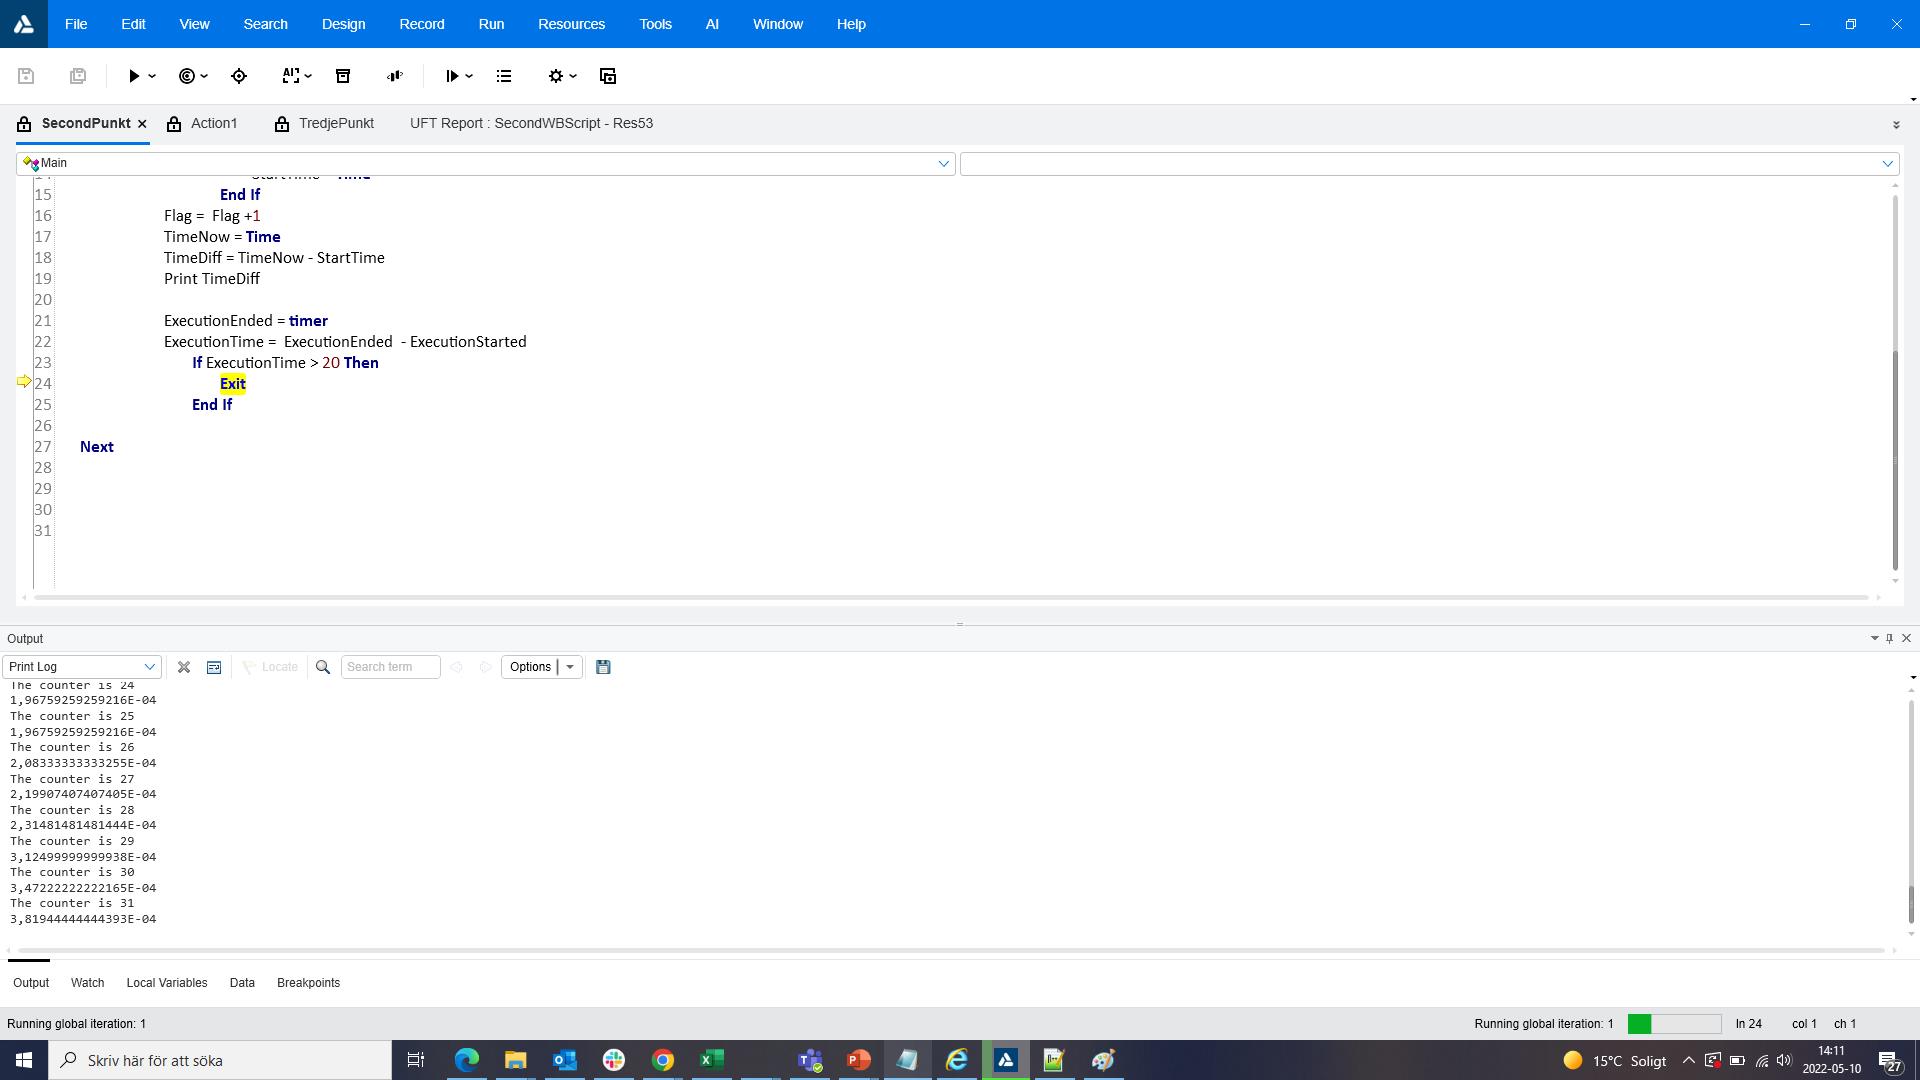 File Edit View Search Design Record Run Resources Tools AI Window Help
SecondPunkt Action1 TredjePunkt UFT Report : SecondWBScript - Res53
Main
14 StartTime = Time
15 End If
16 Flag = Flag +1
17 TimeNow = Time
18 TimeDiff = TimeNow - StartTime
19 Print TimeDiff
20
21 ExecutionEnded = timer
22 ExecutionTime = ExecutionEnded - ExecutionStarted
23 If ExecutionTime > 20 Then
24 Exit
25 End If
26
27 Next
28
29
30
31
Output
Print Log Locate Search term Options
The counter is 24
1,96759259259216E-04
The counter is 25
1,96759259259216E-04
The counter is 26
2,08333333333255E-04
The counter is 27
2,19907407407405E-04
The counter is 28
2,31481481481444E-04
The counter is 29
3,12499999999938E-04
The counter is 30
3,47222222222165E-04
The counter is 31
3,81944444444393E-04
Output Watch Local Variables Data Breakpoints
Running global iteration: 1 Running global iteration: 1 ln 24 col 1 ch 1
Skriv här för att söka 15°C Soligt 14:11
2022-05-10 27